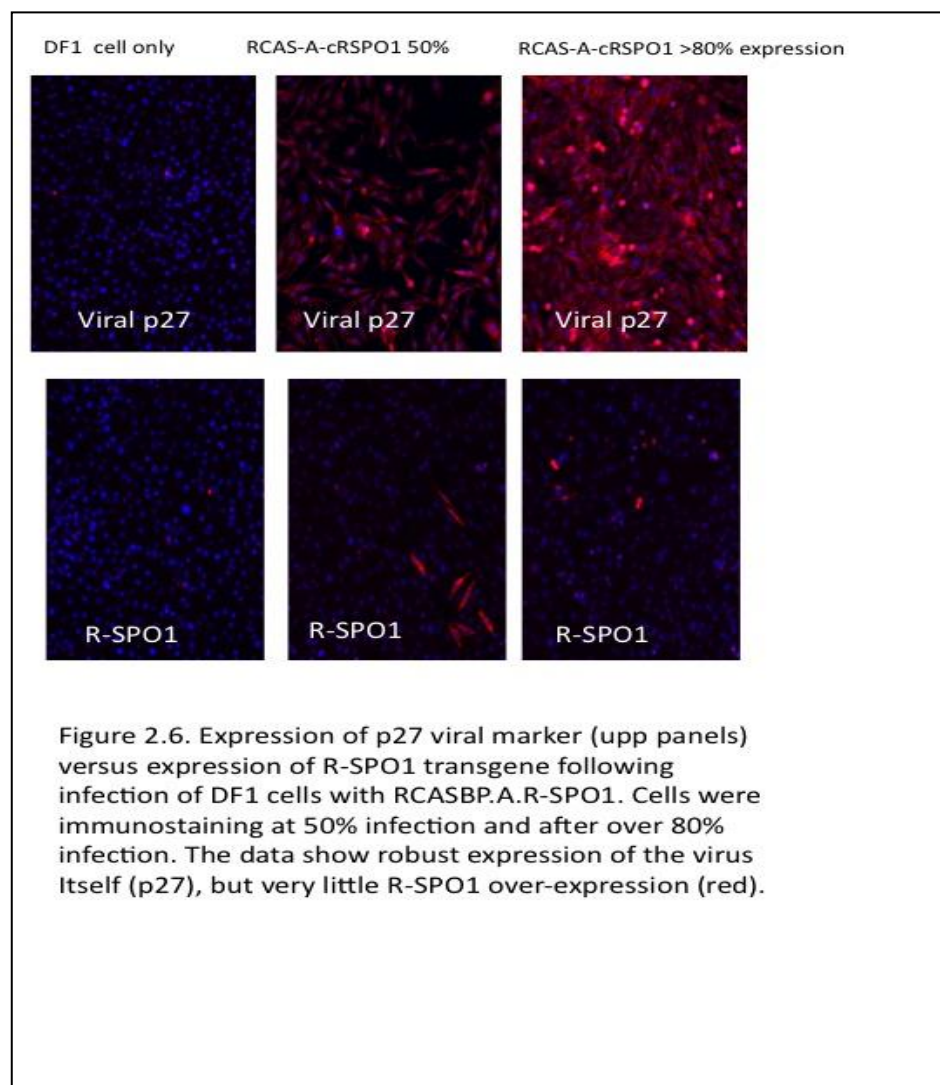 DF1 cell only
RCAS-A-cRSPO1 50%
RCAS-A-cRSPO1 >80% expression
Viral p27
Viral p27
Viral p27
R-SPO1
R-SPO1
R-SPO1
Figure 2.6. Expression of p27 viral marker (upp panels)
versus expression of R-SPO1 transgene following
infection of DF1 cells with RCASBP.A.R-SPO1. Cells were
immunostaining at 50% infection and after over 80%
infection. The data show robust expression of the virus
Itself (p27), but very little R-SPO1 over-expression (red).